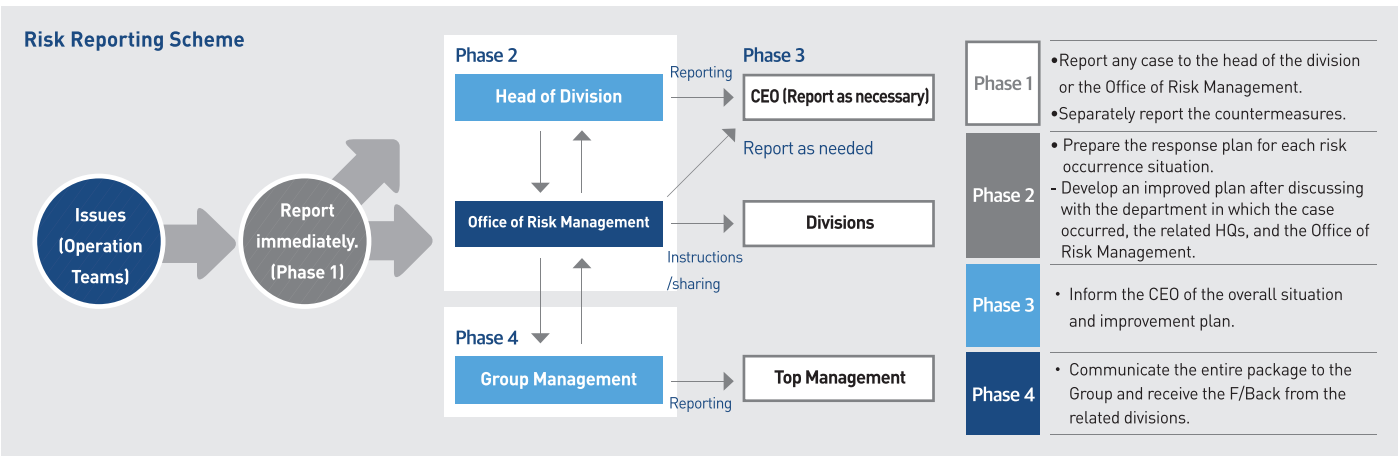 Risk Reporting Scheme
Issues
(Operation
Teams)
Report
immediately.
(Phase 1)
Phase 2
Head of Division
Office of Risk Management
Phase 4
Group Management
Reporting
Phase 3
CEO (Report as necessary)
Report as needed
Divisions
Instructions
/sharing
Top Management
Reporting
Phase 1
•Report any case to the head of the division
or the Office of Risk Management.
•Separately report the countermeasures.
Phase 2
• Prepare the response plan for each risk
occurrence situation.
- Develop an improved plan after discussing
with the department in which the case
occurred, the related HQs, and the Office of
Risk Management.
Phase 3
• Inform the CEO of the overall situation
and improvement plan.
Phase 4
• Communicate the entire package to the
Group and receive the F/Back from the
related divisions.